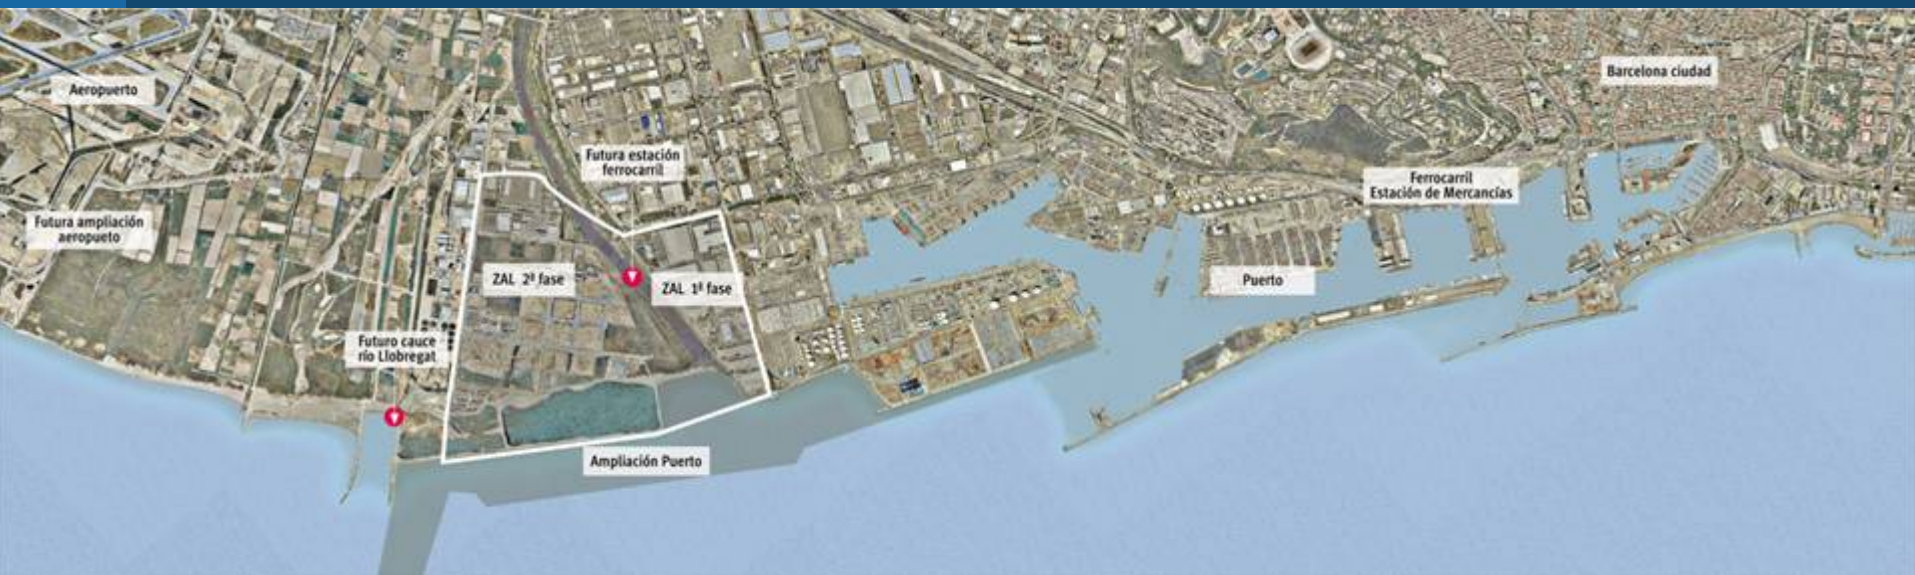 Aeropuerto
Futura ampliación
aeropueto
Futuro cauce
río Llobregat
ZAL 2ª fase
Futura estación
ferrocarril
ZAL 1ª fase
Ampliación Puerto
Puerto
Ferrocarril
Estación de Mercancías
Barcelona ciudad